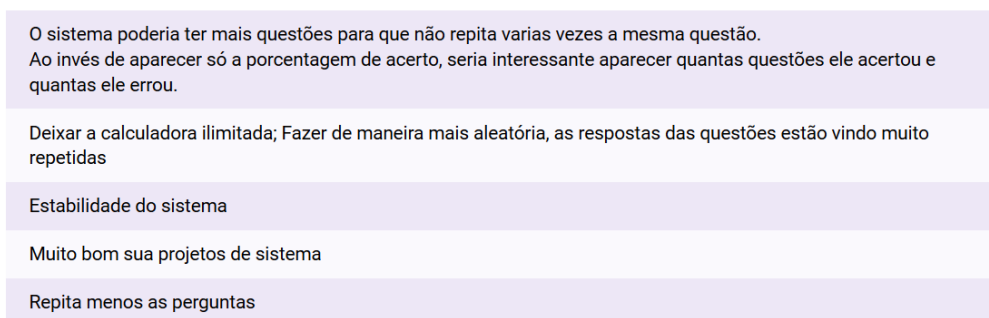 O sistema poderia ter mais questões para que não repita varias vezes a mesma questão.
Ao invés de aparecer só a porcentagem de acerto, seria interessante aparecer quantas questões ele acertou e
quantas ele errou.
Deixar a calculadora ilimitada; Fazer de maneira mais aleatória, as respostas das questões estão vindo muito
repetidas
Estabilidade do sistema
Muito bom sua projetos de sistema
Repita menos as perguntas